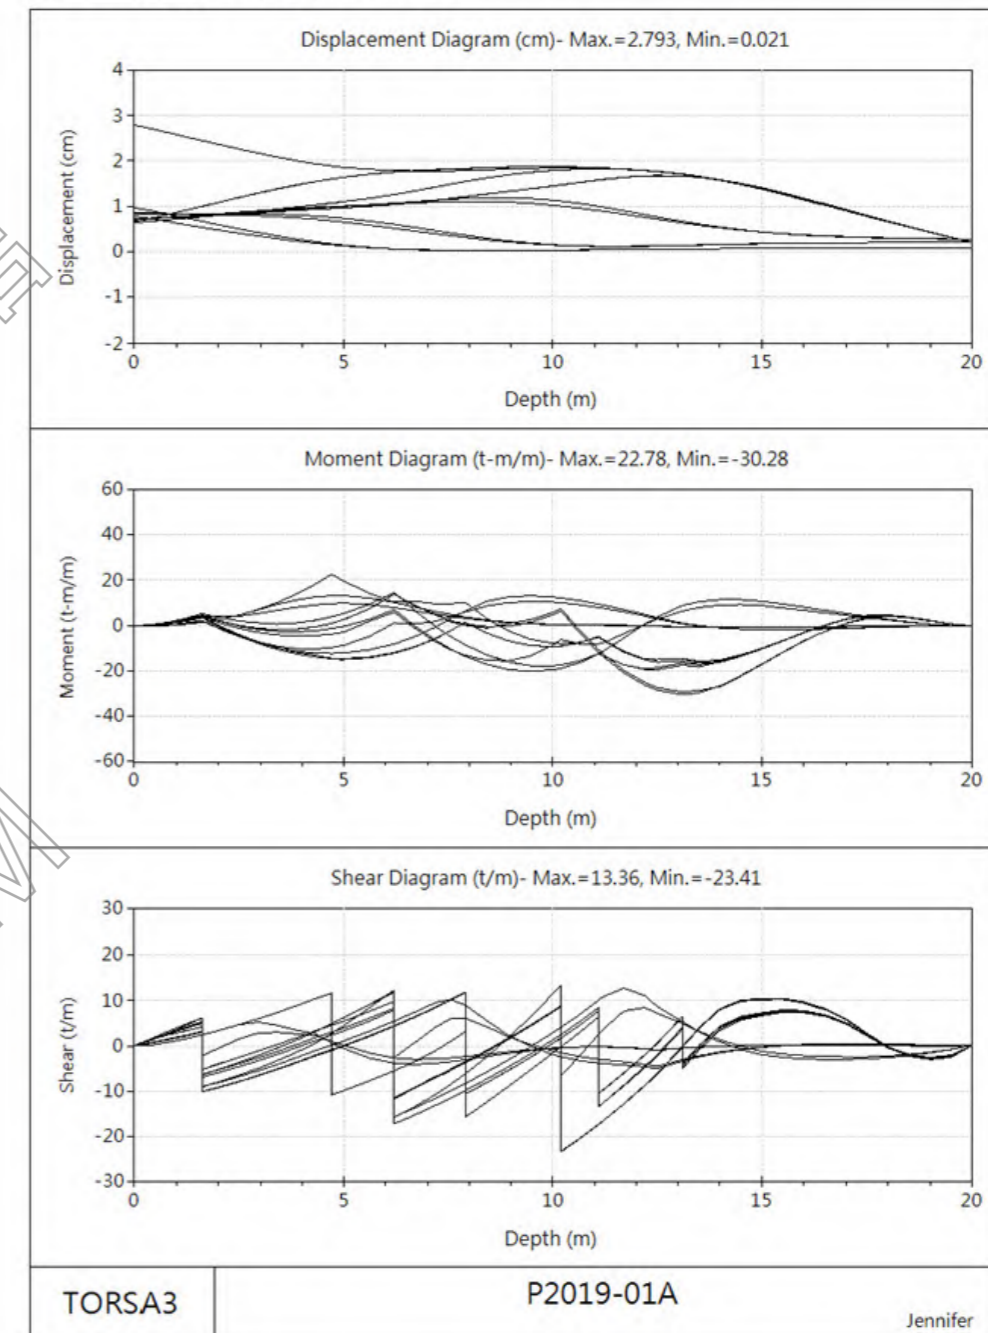 Displacement Diagram (cm)- Max.=2.793, Min.=0.021
Displacement (cm)
4
3
2
1
0
-1
-2
0 5 10 15 20
Depth (m)
Moment Diagram (t-m/m)- Max.=22.78, Min.=-30.28
Moment (t-m/m)
60
40
20
0
-20
-40
-60
0 5 10 15 20
Depth (m)
Shear Diagram (t/m)- Max.=13.36, Min.=-23.41
Shear (t/m)
30
20
10
0
-10
-20
-30
0 5 10 15 20
Depth (m)
TORSA3
P2019-01A
Jennifer